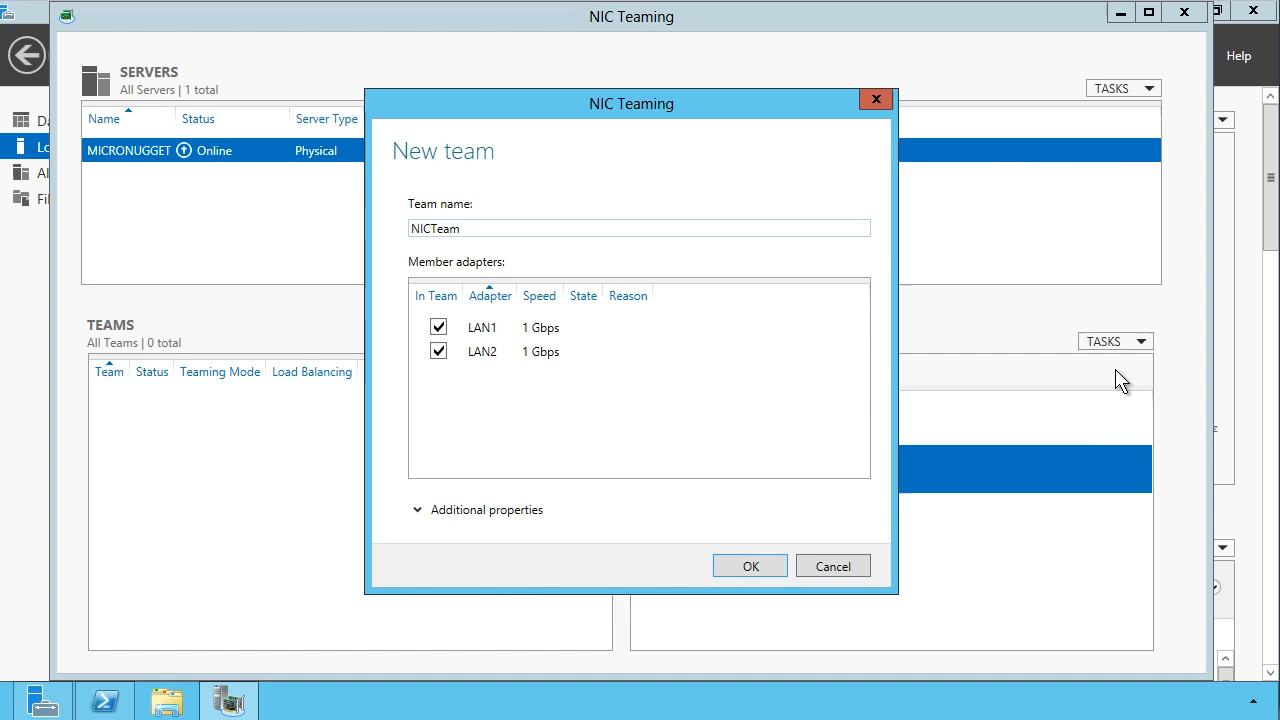 NIC Teaming
Help
SERVERS
All Servers | 1 total
TASKS
Name Status Server Type
MICRONUGGET Online Physical
NIC Teaming
New team
Team name:
NICTeam
Member adapters:
In Team Adapter Speed State Reason
LAN1 1 Gbps
LAN2 1 Gbps
Additional properties
OK Cancel
TEAMS
All Teams | 0 total
TASKS
Team Status Teaming Mode Load Balancing